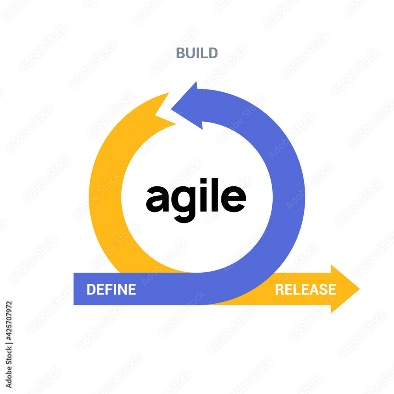 BUILD
agile
DEFINE
RELEASE
Adobe Stock | #425707972